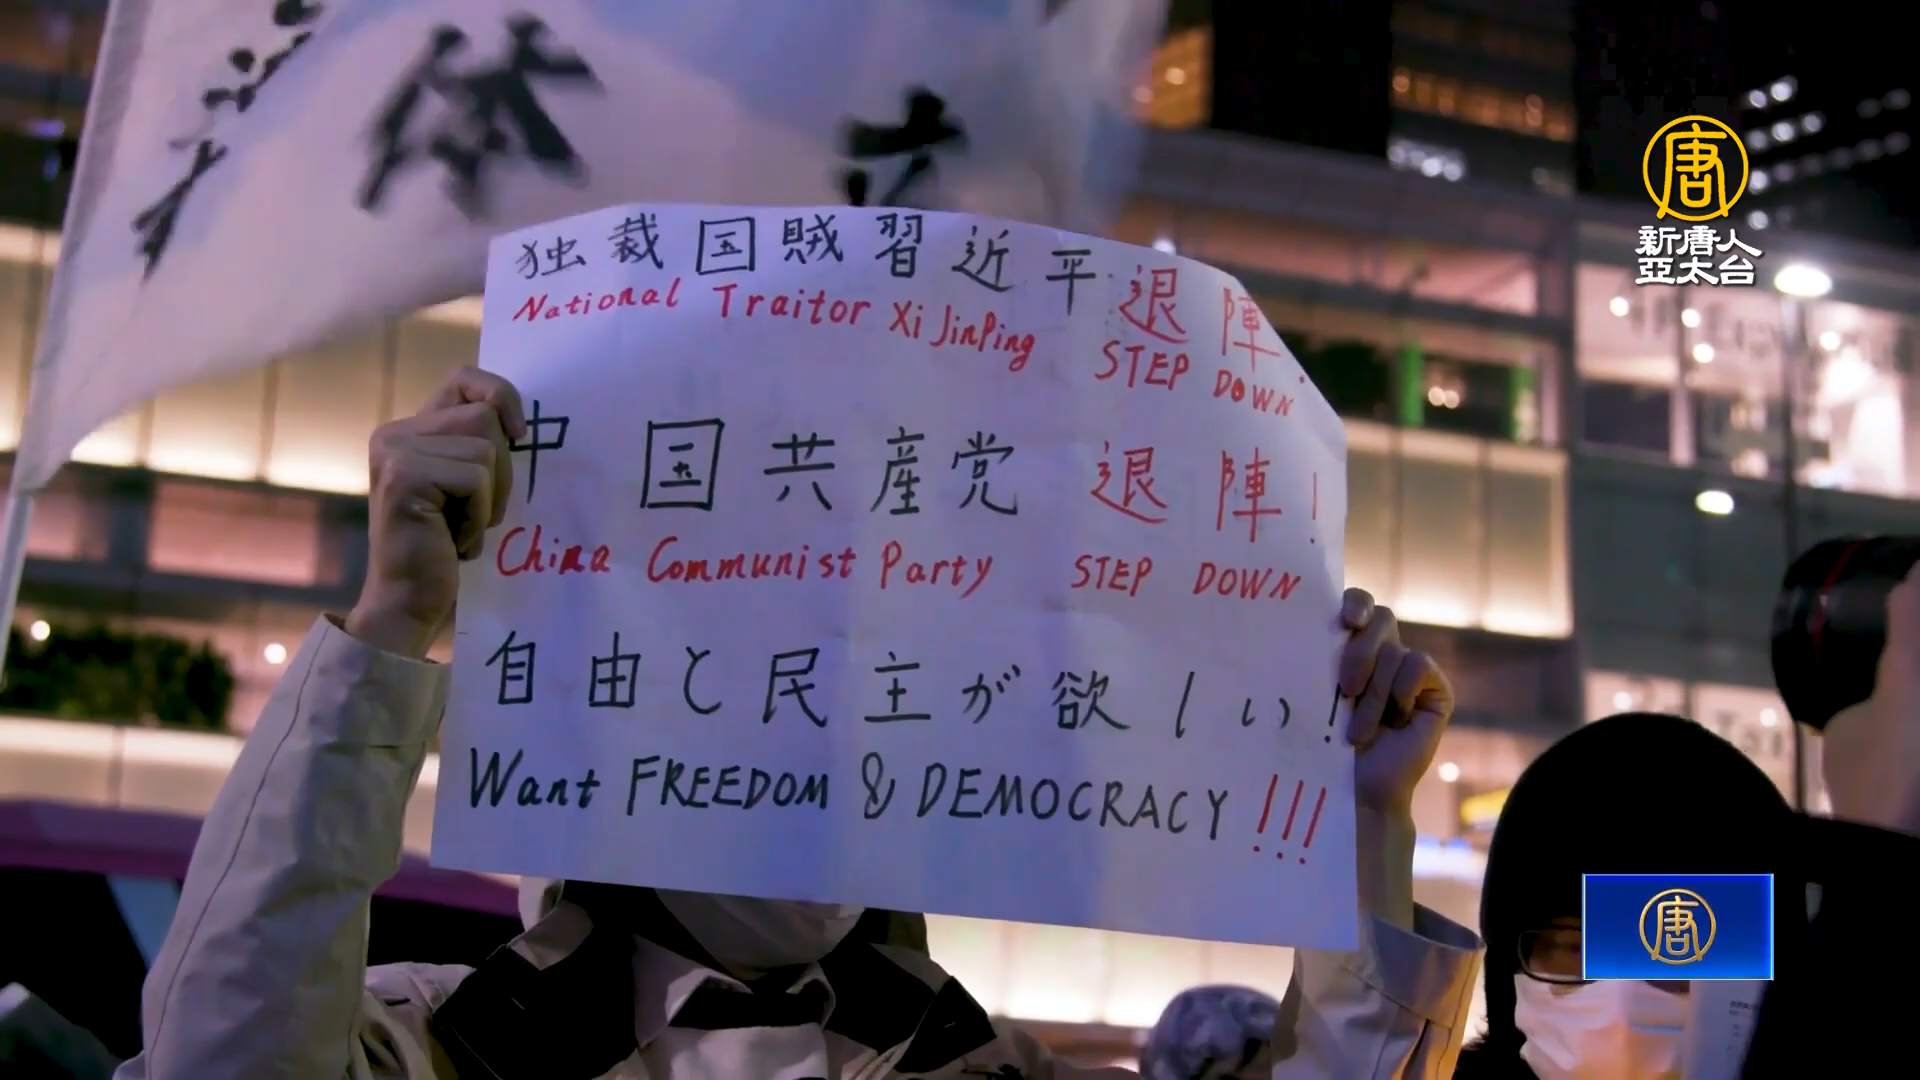 独裁国賊習近平退陣!
National Traitor Xi JinPing STEP DOWN
中国共産党退陣!
China Communist Party STEP DOWN
自由と民主が欲しい!
Want FREEDOM & DEMOCRACY!!!
唐
新唐人
亞太台
唐